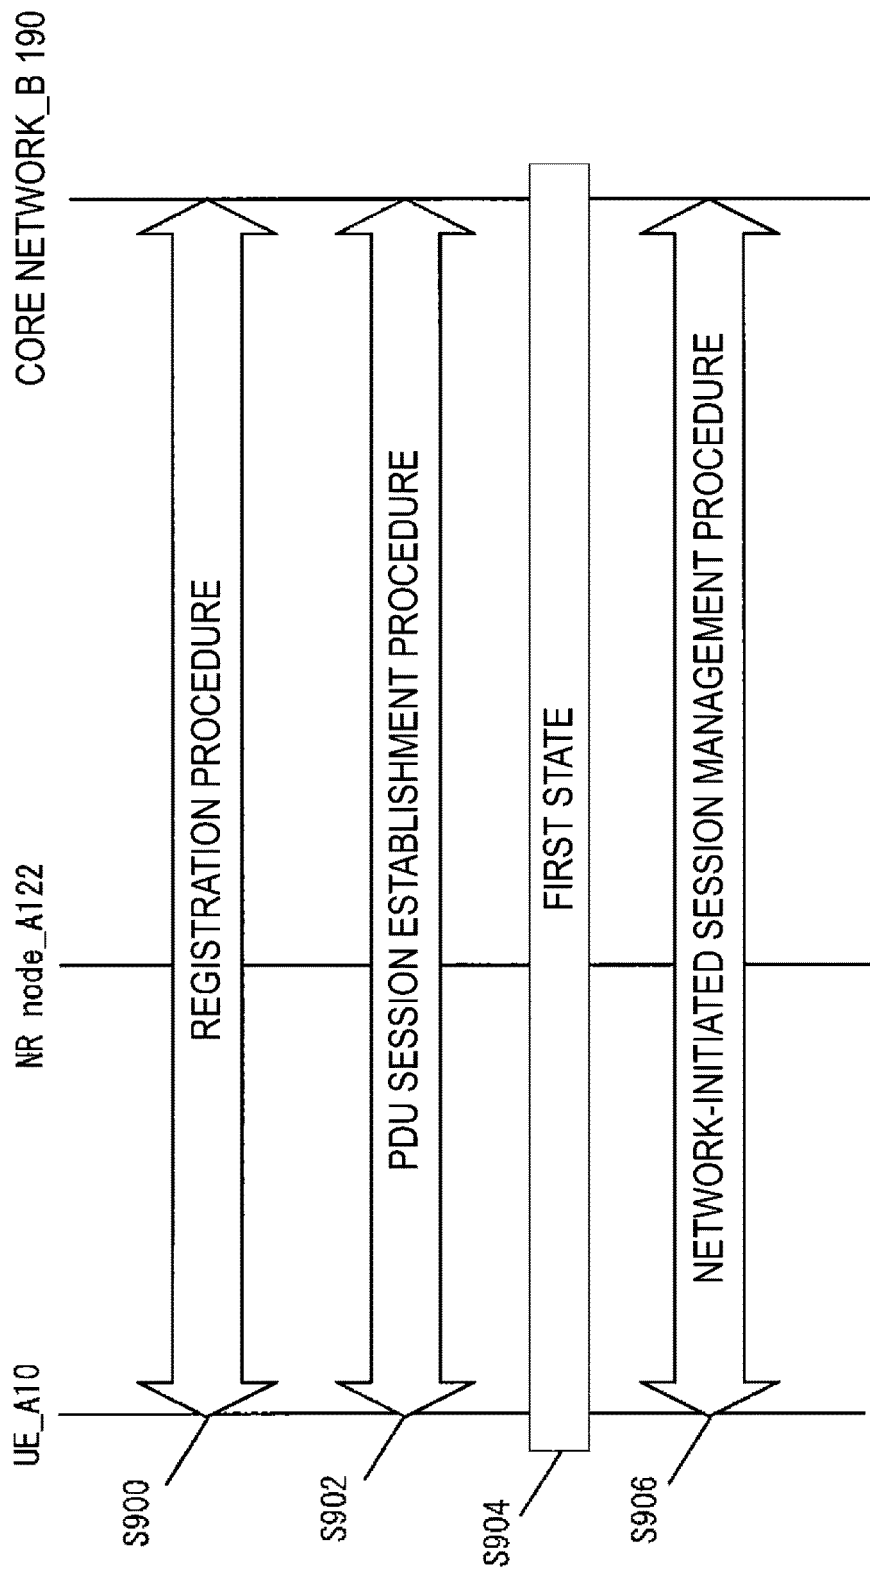 UE_A10
NR node_A122
CORE NETWORK_B 190
S900
REGISTRATION PROCEDURE
S902
PDU SESSION ESTABLISHMENT PROCEDURE
S904
FIRST STATE
S906
NETWORK-INITIATED SESSION MANAGEMENT PROCEDURE